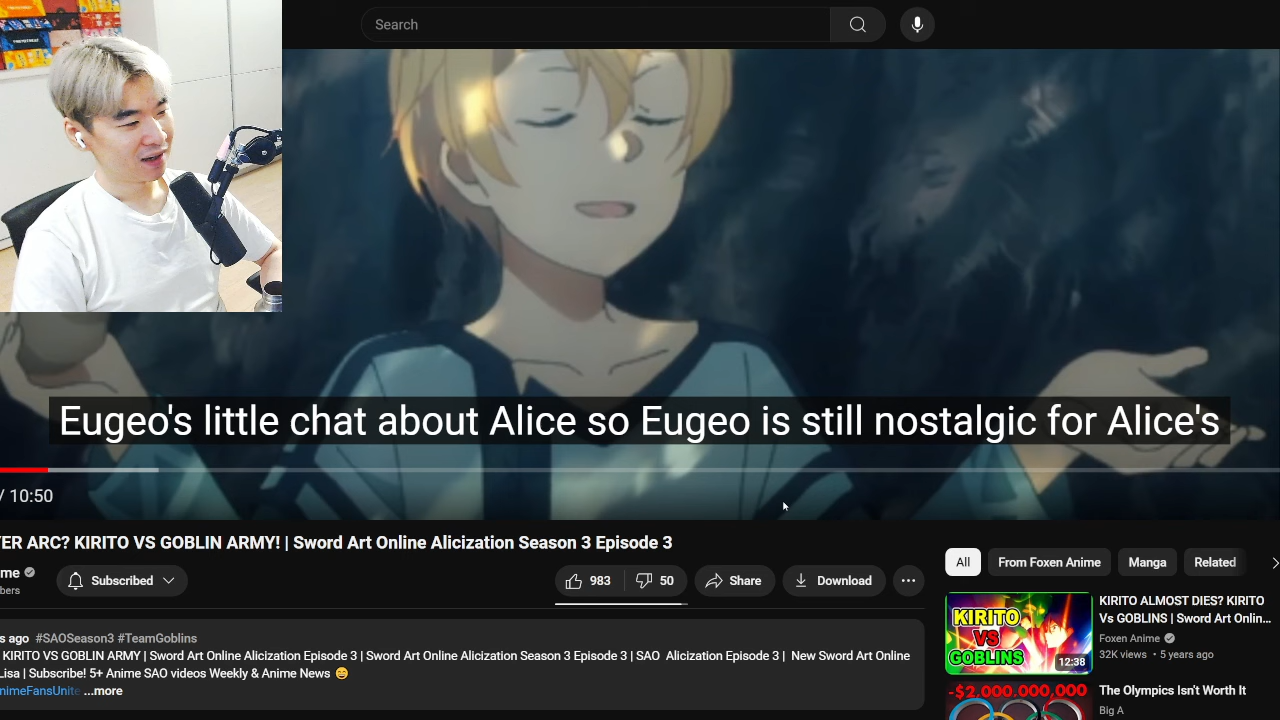 Search
Eugeo's little chat about Alice so Eugeo is still nostalgic for Alice's
/ 10:50
ER ARC? KIRITO VS GOBLIN ARMY! | Sword Art Online Alicization Season 3 Episode 3
me
bers
Subscribed
983
50
Share
Download
s ago #SAOSeason3 #TeamGoblins
KIRITO VS GOBLIN ARMY | Sword Art Online Alicization Episode 3 | Sword Art Online Alicization Season 3 Episode 3 | SAO Alicization Episode 3 | New Sword Art Online
Lisa | Subscribe! 5+ Anime SAO videos Weekly & Anime News 😄
nimeFansUnite ...more
All
From Foxen Anime
Manga
Related
KIRITO
VS
GOBLINS
12:38
KIRITO ALMOST DIES? KIRITO
Vs GOBLINS | Sword Art Onlin...
Foxen Anime
32K views • 5 years ago
-$2.000.000,000
The Olympics Isn't Worth It
Big A